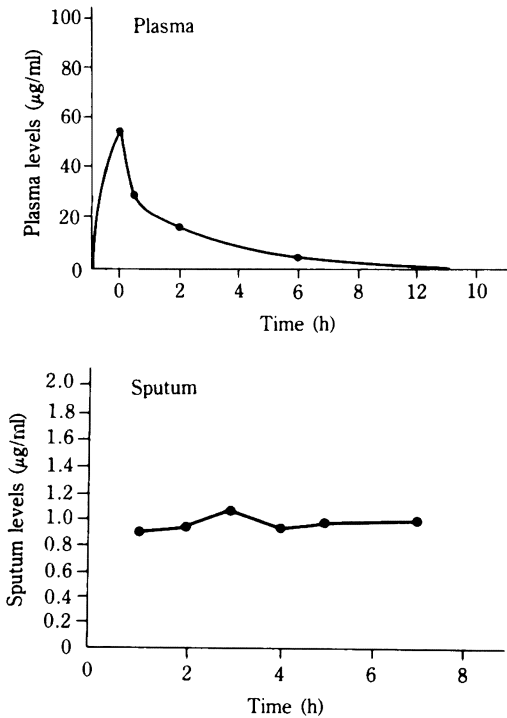 Plasma
Plasma levels (μg/ml)
100
80
60
40
20
0
0 2 4 6 8 12 10
Time (h)
Sputum
Sputum levels (μg/ml)
2.0
1.8
1.6
1.4
1.2
1.0
0.8
0.6
0.4
0.2
0
0 2 4 6 8
Time (h)